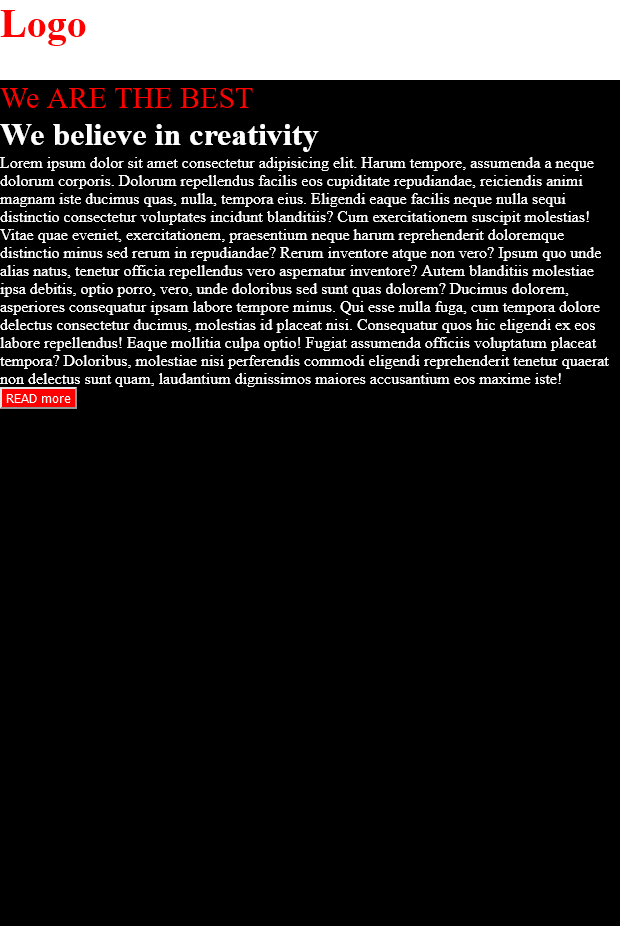 Logo
We ARE THE BEST
We believe in creativity
Lorem ipsum dolor sit amet consectetur adipisicing elit. Harum tempore, assumenda a neque
dolorum corporis. Dolorum repellendus facilis eos cupiditate repudiandae, reiciendis animi
magnam iste ducimus quas, nulla, tempora eius. Eligendi eaque facilis neque nulla sequi
distinctio consectetur voluptates incidunt blanditiis? Cum exercitationem suscipit molestias!
Vitae quae eveniet, exercitationem, praesentium neque harum reprehenderit doloremque
distinctio minus sed rerum in repudiandae? Rerum inventore atque non vero? Ipsum quo unde
alias natus, tenetur officia repellendus vero aspernatur inventore? Autem blanditiis molestiae
ipsa debitis, optio porro, vero, unde doloribus sed sunt quas dolorem? Ducimus dolorem,
asperiores consequatur ipsam labore tempore minus. Qui esse nulla fuga, cum tempora dolore
delectus consectetur ducimus, molestias id placeat nisi. Consequatur quos hic eligendi ex eos
labore repellendus! Eaque mollitia culpa optio! Fugiat assumenda officiis voluptatum placeat
tempora? Doloribus, molestiae nisi perferendis commodi eligendi reprehenderit tenetur quaerat
non delectus sunt quam, laudantium dignissimos maiores accusantium eos maxime iste!
READ more